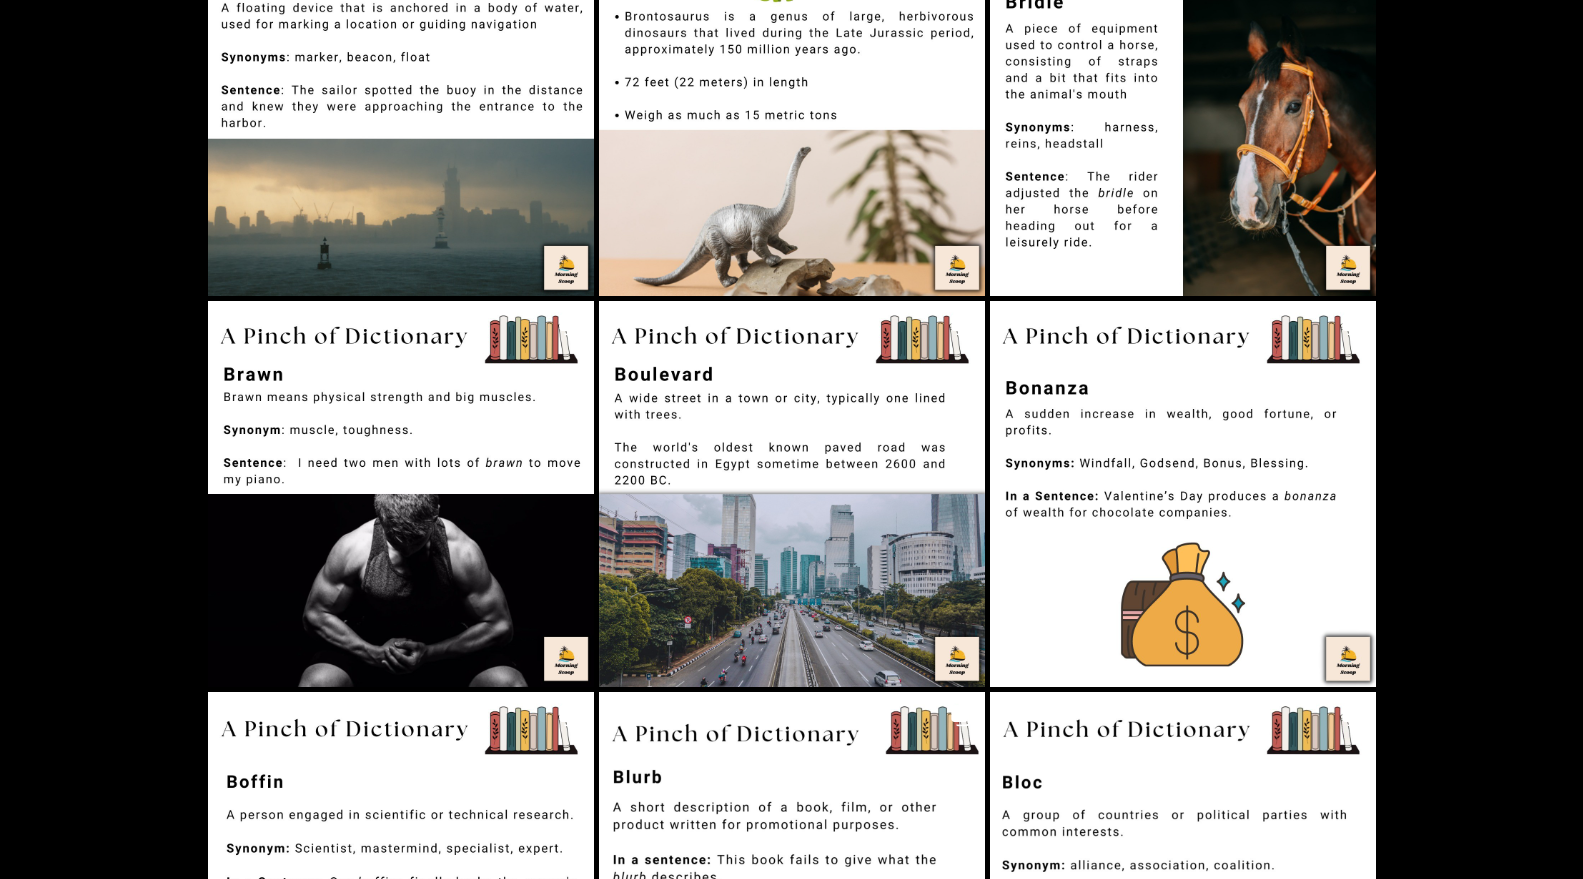 A floating device that is anchored in a body of water,
used for marking a location or guiding navigation
Synonyms: marker, beacon, float
Sentence: The sailor spotted the buoy in the distance
and knew they were approaching the entrance to the
harbor.
Morning
Scoop
• Brontosaurus is a genus of large, herbivorous
dinosaurs that lived during the Late Jurassic period,
approximately 150 million years ago.
• 72 feet (22 meters) in length
• Weigh as much as 15 metric tons
Morning
Scoop
Bridle
A piece of equipment
used to control a horse,
consisting of straps
and a bit that fits into
the animal's mouth
Synonyms: harness,
reins, headstall
Sentence: The rider
adjusted the bridle on
her horse before
heading out for a
leisurely ride.
Morning
Scoop
A Pinch of Dictionary
Brawn
Brawn means physical strength and big muscles.
Synonym: muscle, toughness.
Sentence: I need two men with lots of brawn to move
my piano.
Morning
Scoop
A Pinch of Dictionary
Boulevard
A wide street in a town or city, typically one lined
with trees.
The world's oldest known paved road was
constructed in Egypt sometime between 2600 and
2200 BC.
Morning
Scoop
A Pinch of Dictionary
Bonanza
A sudden increase in wealth, good fortune, or
profits.
Synonyms: Windfall, Godsend, Bonus, Blessing.
In a Sentence: Valentine's Day produces a bonanza
of wealth for chocolate companies.
$
Morning
Scoop
A Pinch of Dictionary
Boffin
A person engaged in scientific or technical research.
Synonym: Scientist, mastermind, specialist, expert.
A Pinch of Dictionary
Blurb
A short description of a book, film, or other
product written for promotional purposes.
In a sentence: This book fails to give what the
blurb describes.
A Pinch of Dictionary
Bloc
A group of countries or political parties with
common interests.
Synonym: alliance, association, coalition.